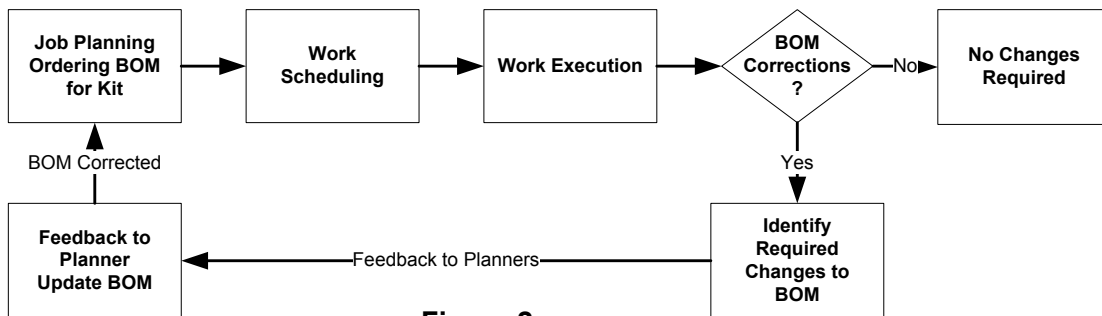 Job Planning
Ordering BOM
for Kit
Work
Scheduling
Work Execution
BOM
Corrections
?
No
No Changes
Required
BOM Corrected
Yes
Feedback to
Planner
Update BOM
Feedback to Planners
Identify
Required
Changes to
BOM